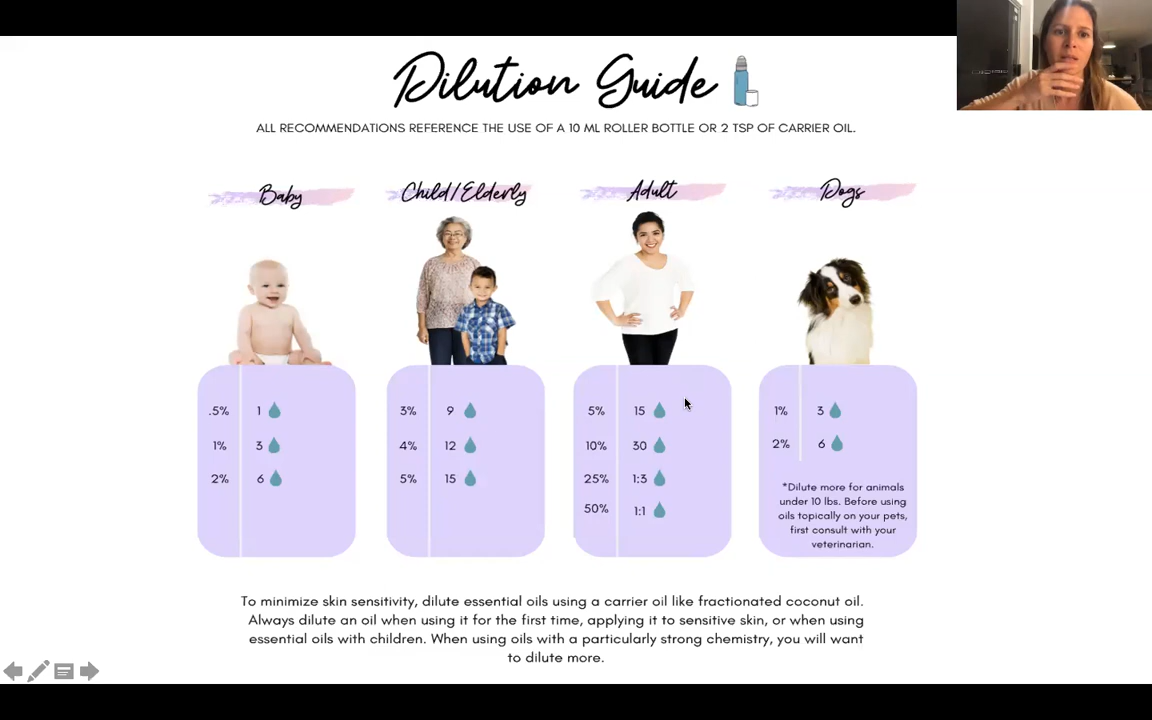 Dilution Guide
ALL RECOMMENDATIONS REFERENCE THE USE OF A 10 ML ROLLER BOTTLE OR 2 TSP OF CARRIER OIL.
Baby
.5% 1
1% 3
2% 6
Child/Elderly
3% 9
4% 12
5% 15
Adult
5% 15
10% 30
25% 1:3
50% 1:1
Dogs
1% 3
2% 6
*Dilute more for animals
under 10 lbs. Before using
oils topically on your pets,
first consult with your
veterinarian.
To minimize skin sensitivity, dilute essential oils using a carrier oil like fractionated coconut oil.
Always dilute an oil when using it for the first time, applying it to sensitive skin, or when using
essential oils with children. When using oils with a particularly strong chemistry, you will want
to dilute more.